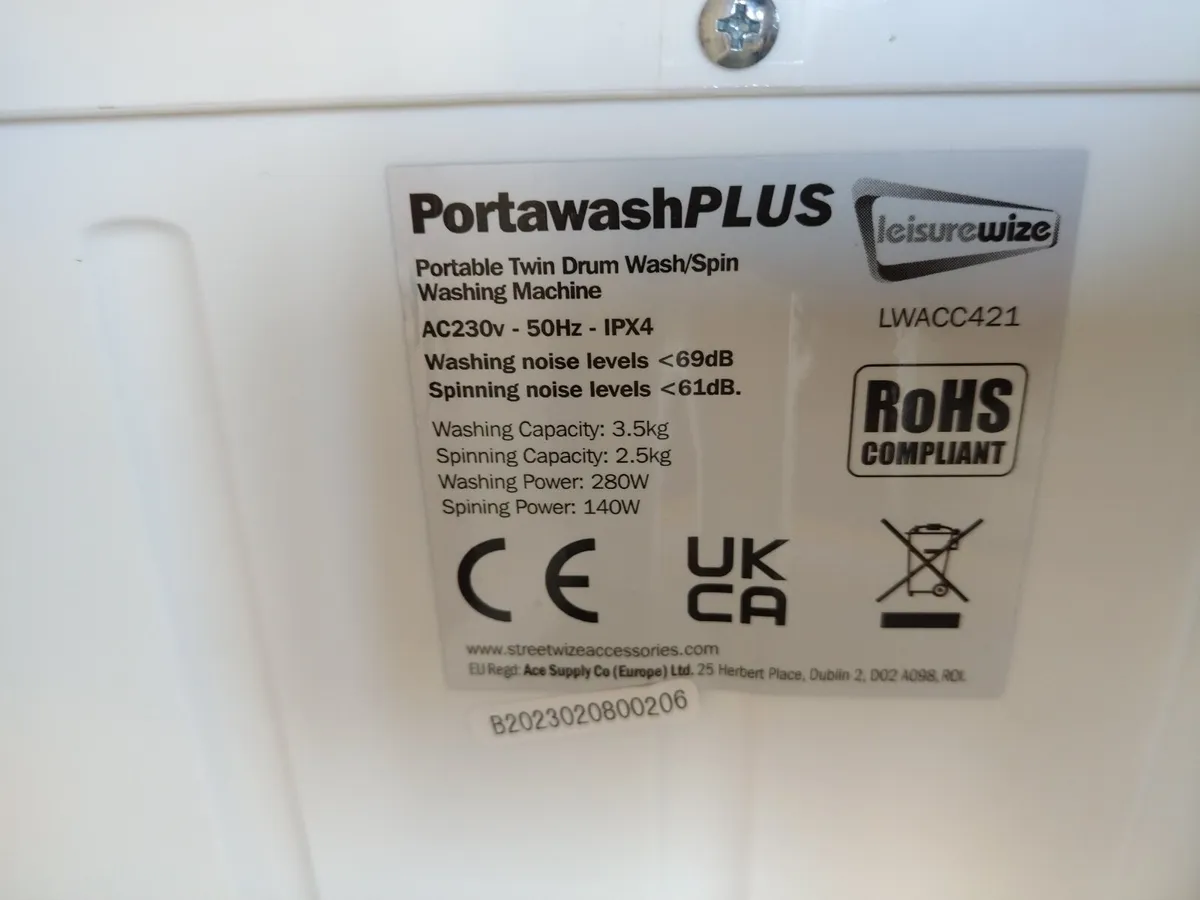 PortawashPLUS
leisurewize
Portable Twin Drum Wash/Spin
Washing Machine
LWACC421
AC230v - 50Hz - IPX4
Washing noise levels <69dB
Spinning noise levels <61dB.
RoHS
COMPLIANT
Washing Capacity: 3.5kg
Spinning Capacity: 2.5kg
Washing Power: 280W
Spining Power: 140W
CE
UK
CA
www.streetwizeaccessories.com
EU Regd: Ace Supply Co (Europe) Ltd. 25 Herbert Place, Dublin 2, D02 A098, ROI.
B2023020800206